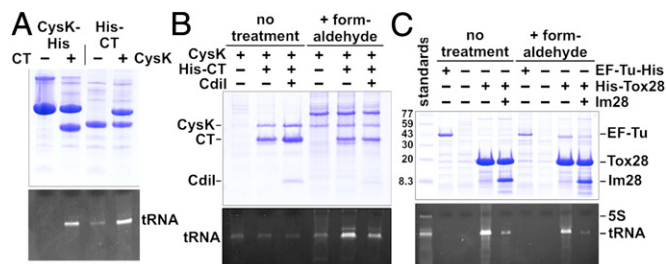 A
CysK-His
His-CT
CT − + − + CysK
tRNA
B
no treatment
+ form-aldehyde
CysK − + + − + +
His-CT − + + − + +
CdiI − − + − − +
CysK
CT
CdiI
tRNA
C
standards
no treatment
+ form-aldehyde
+ − − − + − − − EF-Tu-His
− − + + − − + + His-Tox28
− − − + − − − + Im28
77
59
43
30
20
8.3
EF-Tu
Tox28
Im28
5S
tRNA